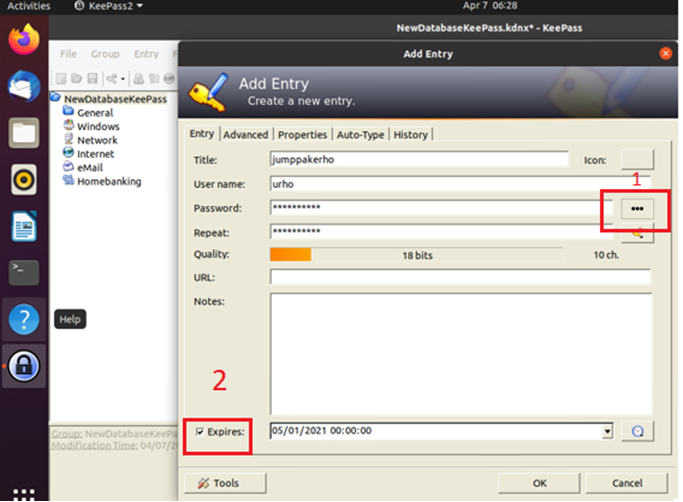 Activities KeePass2 Apr 7 06:28
NewDatabaseKeePass.kdnx* - KeePass
File Group Entry F
Add Entry
Add Entry
Create a new entry.
NewDatabaseKeePass
General
Windows
Network
Internet
eMail
Homebanking
Entry Advanced Properties Auto-Type History
Title: jumppakerho Icon:
User name: urho
1
Password: ********** •••
Repeat: **********
Quality: 18 bits 10 ch.
URL:
Notes:
>_
?
Help
2
Expires: 05/01/2021 00:00:00
Group: NewDatabaseKeePa
Modification Time: 04/07/20
Tools OK Cancel